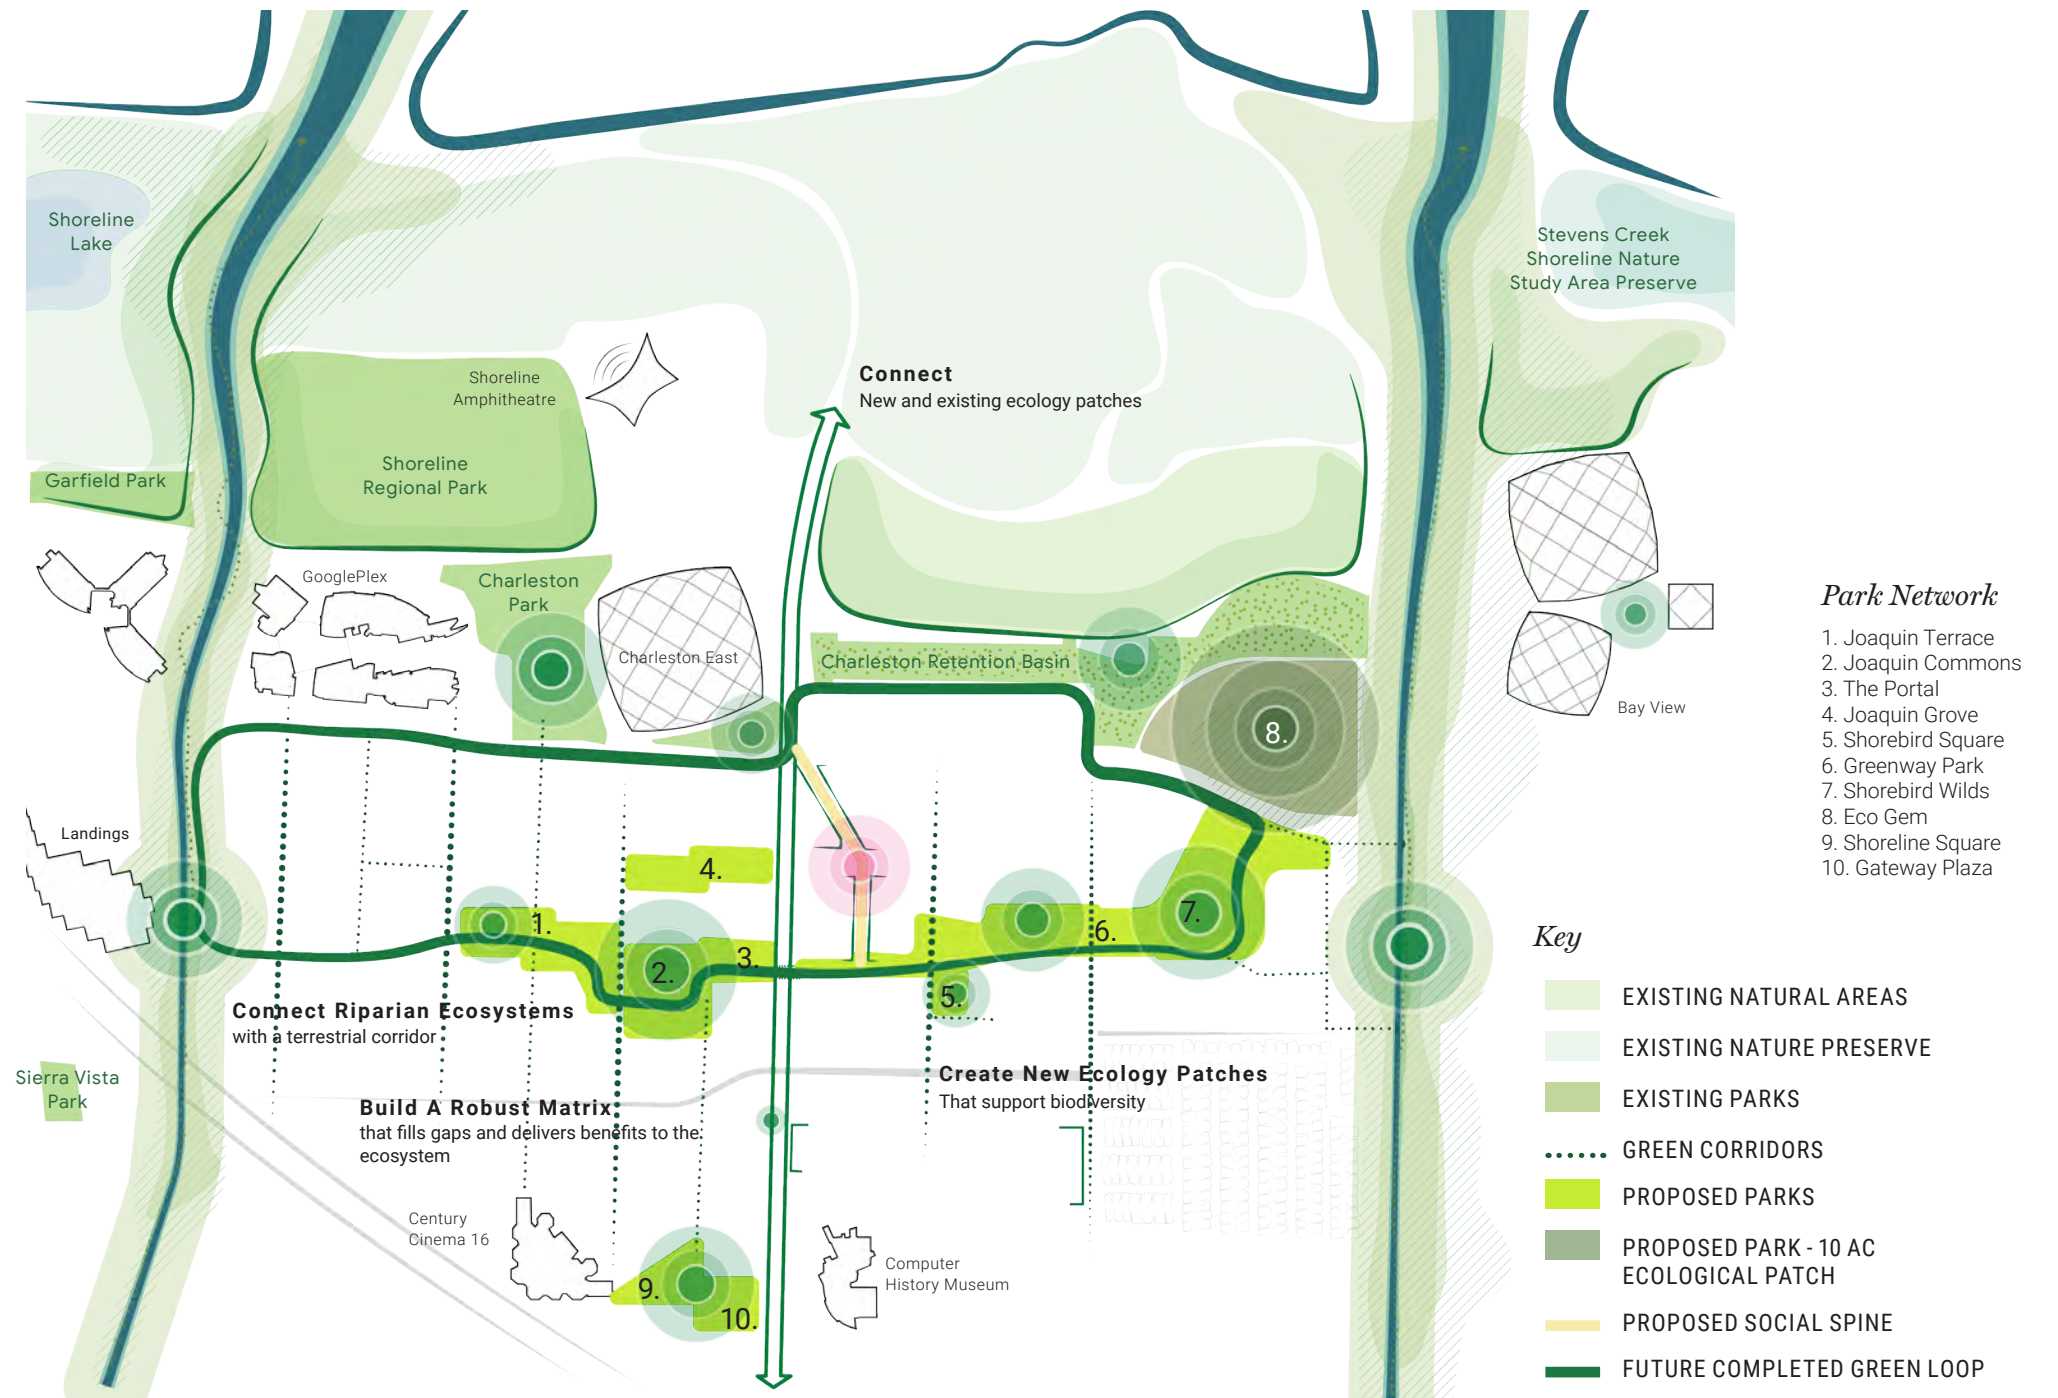 Shoreline
Lake
Stevens Creek
Shoreline Nature
Study Area Preserve
Shoreline
Amphitheatre
Connect
New and existing ecology patches
Shoreline
Regional Park
Garfield Park
GooglePlex
Charleston
Park
Charleston East
Charleston Retention Basin
Bay View
8.
Landings
4.
1.
2.
3.
5.
6.
7.
Connect Riparian Ecosystems
with a terrestrial corridor
Sierra Vista
Park
Build A Robust Matrix
that fills gaps and delivers benefits to the
ecosystem
Create New Ecology Patches
That support biodiversity
Century
Cinema 16
9.
10.
Computer
History Museum
Park Network
1. Joaquin Terrace
2. Joaquin Commons
3. The Portal
4. Joaquin Grove
5. Shorebird Square
6. Greenway Park
7. Shorebird Wilds
8. Eco Gem
9. Shoreline Square
10. Gateway Plaza
Key
EXISTING NATURAL AREAS
EXISTING NATURE PRESERVE
EXISTING PARKS
GREEN CORRIDORS
PROPOSED PARKS
PROPOSED PARK - 10 AC
ECOLOGICAL PATCH
PROPOSED SOCIAL SPINE
FUTURE COMPLETED GREEN LOOP